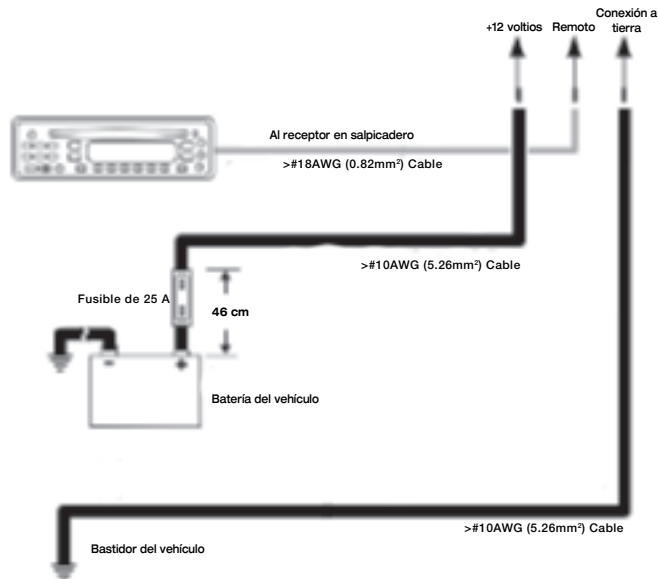 Conexión a
tierra
+12 voltios
Remoto
Al receptor en salpicadero
>#18AWG (0.82mm²) Cable
>#10AWG (5.26mm²) Cable
Fusible de 25 A
46 cm
Batería del vehículo
>#10AWG (5.26mm²) Cable
Bastidor del vehículo